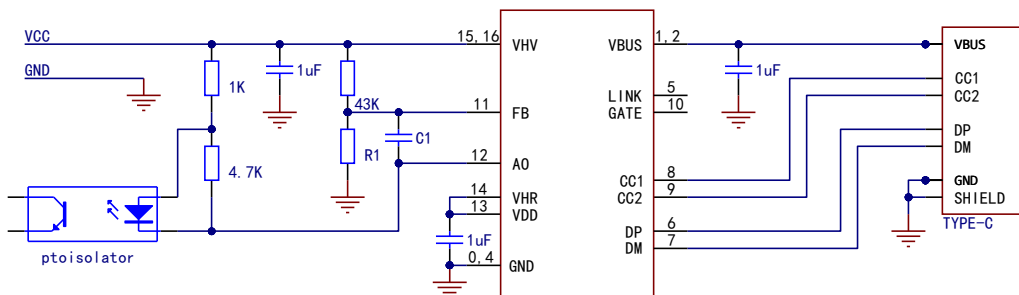 VCC
15, 16
VHV
VBUS
1, 2
VBUS
GND
1K
1uF
43K
1uF
CC1
LINK
5
CC2
11
FB
GATE
10
C1
DP
R1
12
AO
DM
4.7K
8
CC1
GND
14
VHR
9
CC2
SHIELD
13
VDD
TYPE-C
6
DP
1uF
7
DM
ptoisolator
0, 4
GND